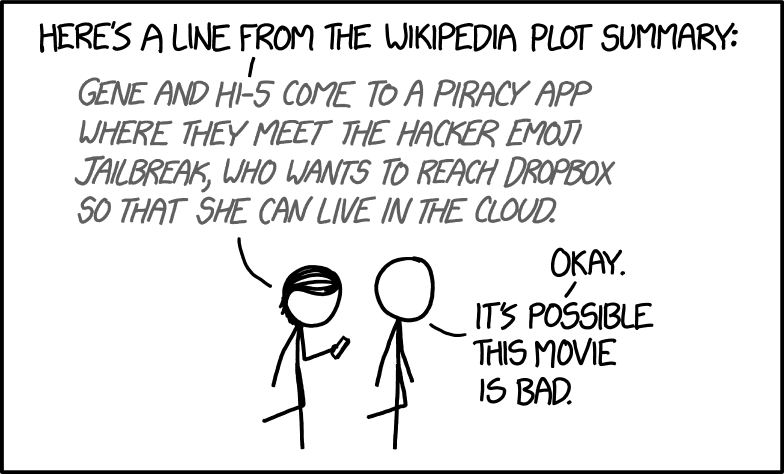 HERE'S A LINE FROM THE WIKIPEDIA PLOT SUMMARY:
GENE AND HI-5 COME TO A PIRACY APP
WHERE THEY MEET THE HACKER EMOJI
JAILBREAK, WHO WANTS TO REACH DROPBOX
SO THAT SHE CAN LIVE IN THE CLOUD.
OKAY.
IT'S POSSIBLE
THIS MOVIE
IS BAD.